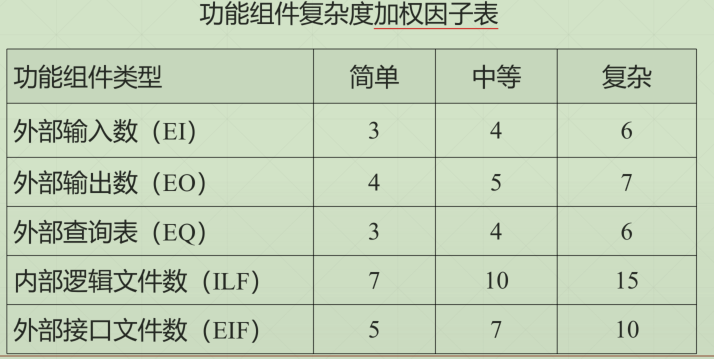 功能组件复杂度加权因子表
功能组件类型 简单 中等 复杂
外部输入数（EI） 3 4 6
外部输出数（EO） 4 5 7
外部查询表（EQ） 3 4 6
内部逻辑文件数（ILF） 7 10 15
外部接口文件数（EIF） 5 7 10